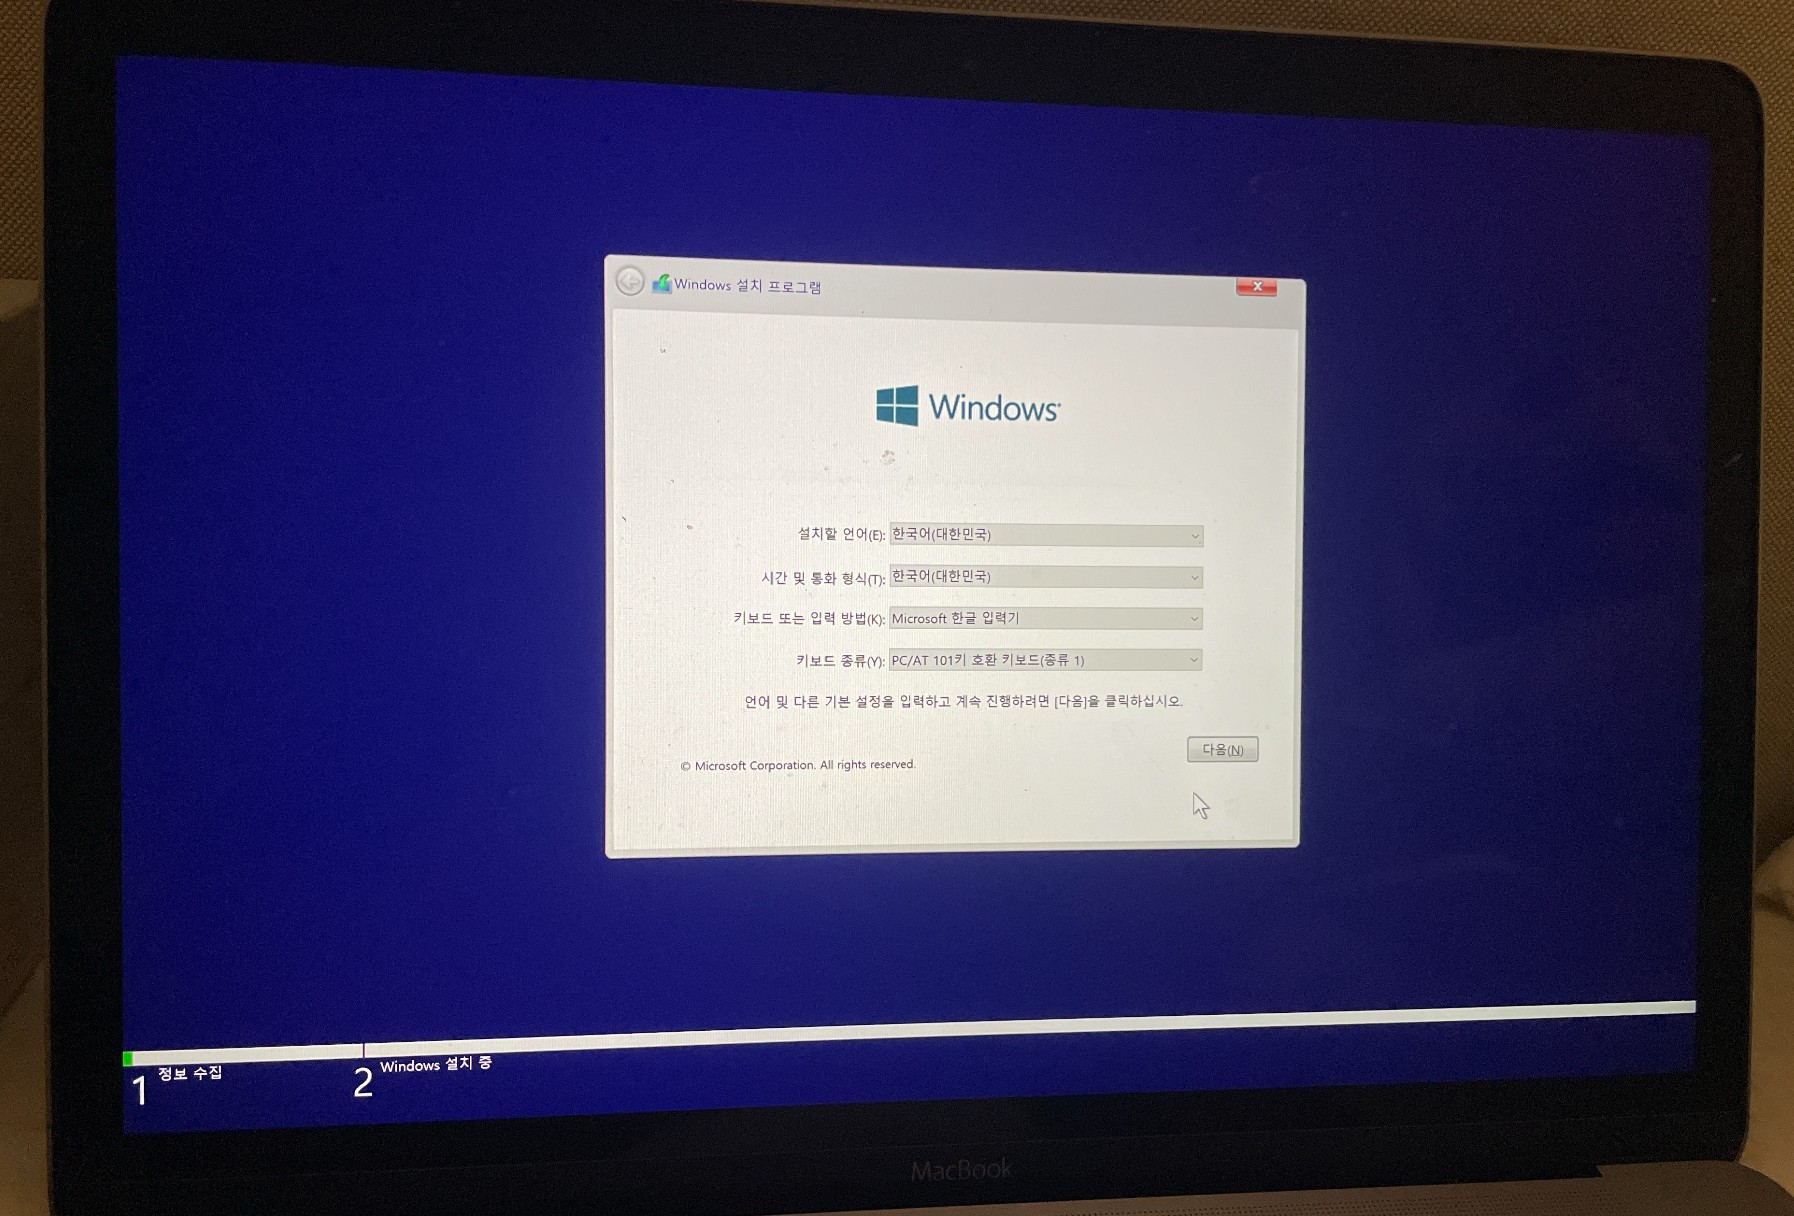 Windows 설치 프로그램
Windows
설치할 언어(E): 한국어(대한민국)
시간 및 통화 형식(T): 한국어(대한민국)
키보드 또는 입력 방법(K): Microsoft 한글 입력기
키보드 종류(Y): PC/AT 101키 호환 키보드(종류 1)
언어 및 다른 기본 설정을 입력하고 계속 진행하려면 [다음]을 클릭하십시오.
다음(N)
© Microsoft Corporation. All rights reserved.
1 정보 수집
2 Windows 설치 중
MacBook